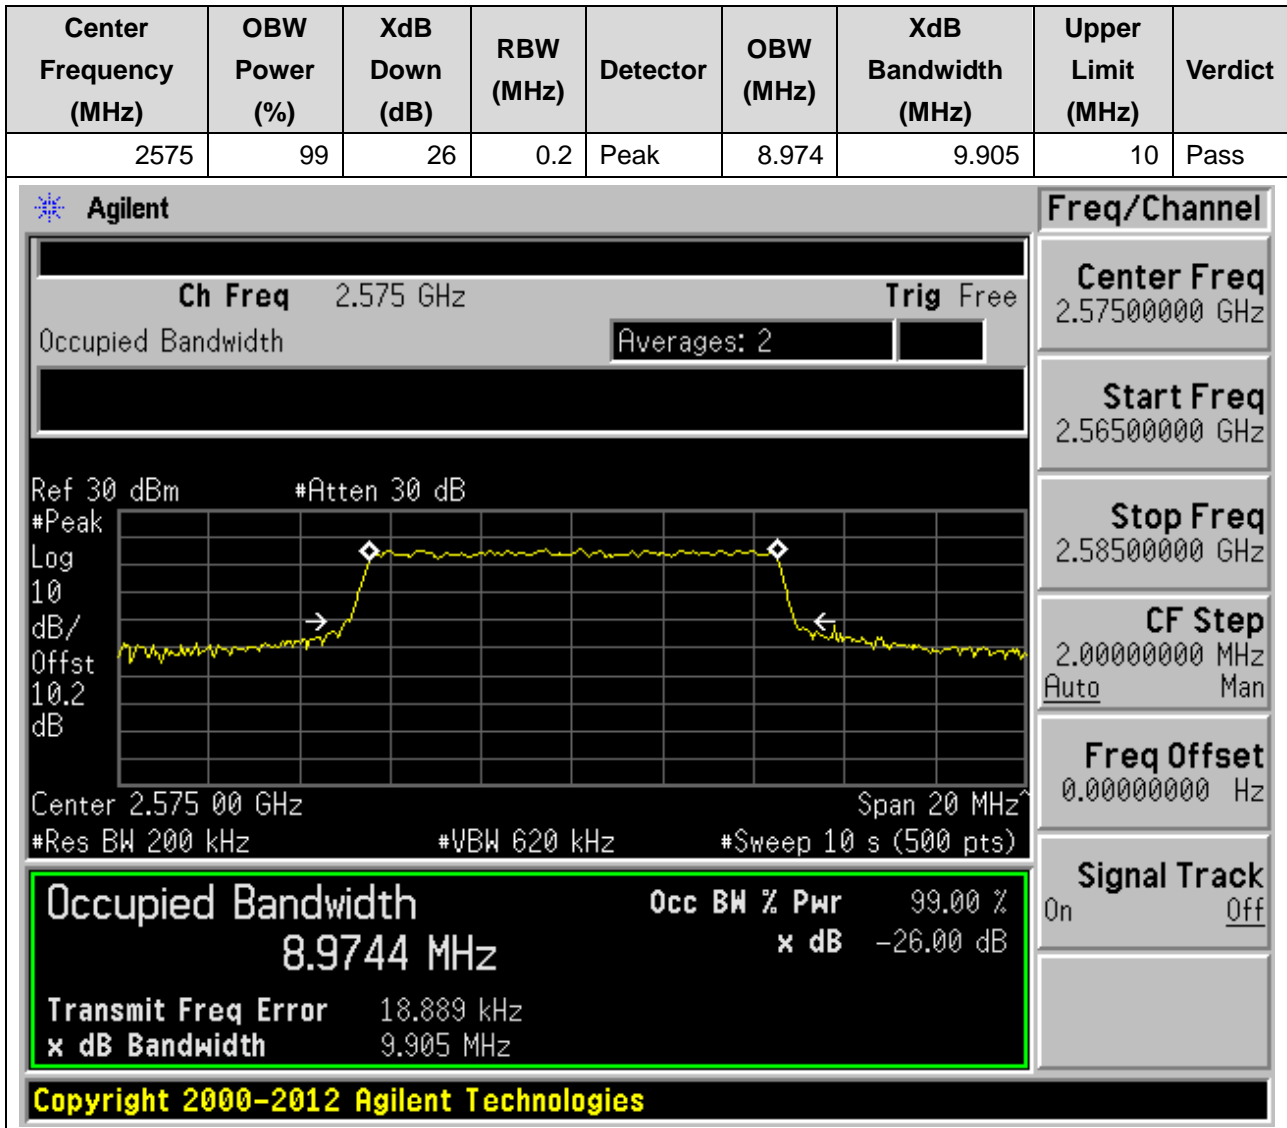 Center Frequency (MHz) OBW Power (%) XdB Down (dB) RBW (MHz) Detector OBW (MHz) XdB Bandwidth (MHz) Upper Limit (MHz) Verdict
2575 99 26 0.2 Peak 8.974 9.905 10 Pass
Agilent
Freq/Channel
Ch Freq 2.575 GHz Trig Free
Occupied Bandwidth Averages: 2
Center Freq
2.57500000 GHz
Start Freq
2.56500000 GHz
Stop Freq
2.58500000 GHz
CF Step
2.00000000 MHz
Auto Man
Freq Offset
0.00000000 Hz
Signal Track
On Off
Ref 30 dBm #Atten 30 dB
#Peak
Log
10
dB/
Offst
10.2
dB
Center 2.575 00 GHz Span 20 MHz^
#Res BW 200 kHz #VBW 620 kHz #Sweep 10 s (500 pts)
Occupied Bandwidth Occ BW % Pwr 99.00 %
8.9744 MHz x dB -26.00 dB
Transmit Freq Error 18.889 kHz
x dB Bandwidth 9.905 MHz
Copyright 2000-2012 Agilent Technologies